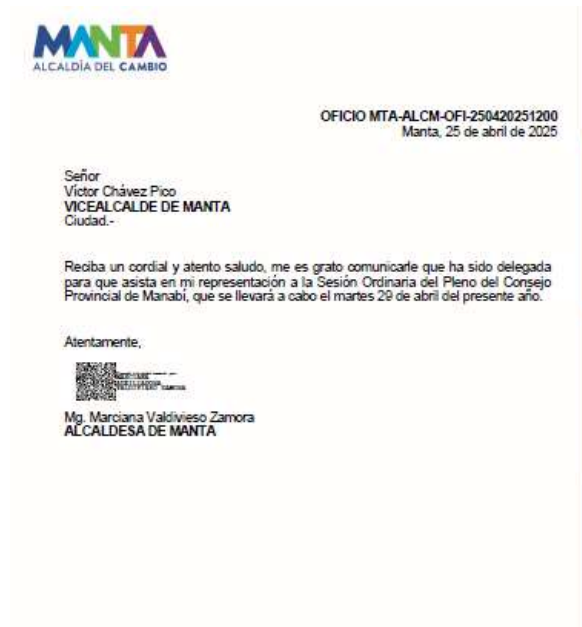 MANTA
ALCALDÍA DEL CAMBIO
OFICIO MTA-ALCM-OFI-250420251200
Manta, 25 de abril de 2025
Señor
Víctor Chávez Pico
VICEALCALDE DE MANTA
Ciudad.-
Reciba un cordial y atento saludo, me es grato comunicarle que ha sido delegada
para que asista en mi representación a la Sesión Ordinaria del Pleno del Consejo
Provincial de Manabí, que se llevará a cabo el martes 29 de abril del presente año.
Atentamente,
Mg. Marciana Valdivieso Zamora
ALCALDESA DE MANTA